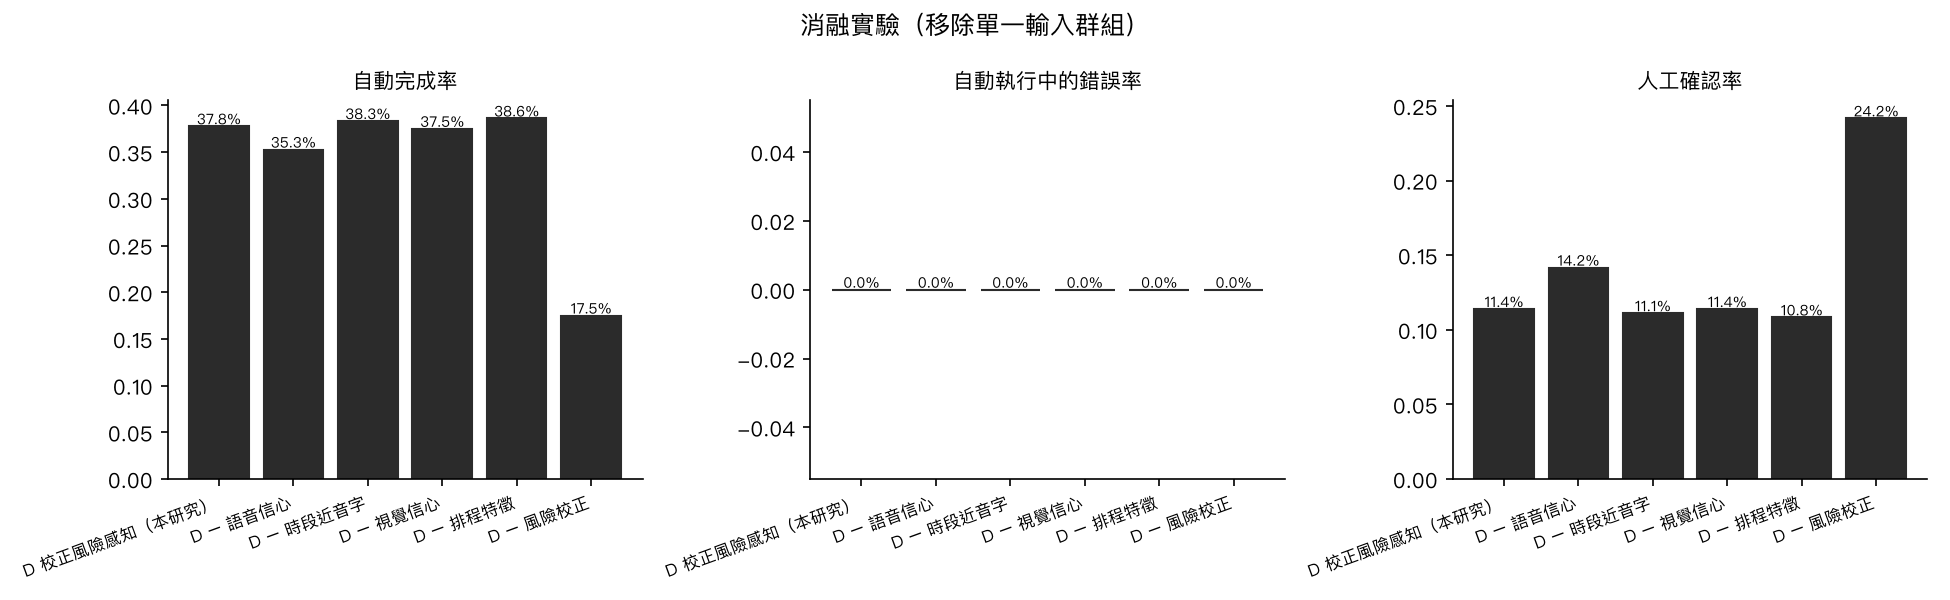 消融實驗（移除單一輸入群組）
自動完成率
0.40
0.35
0.30
0.25
0.20
0.15
0.10
0.05
0.00
37.8%
35.3%
38.3%
37.5%
38.6%
17.5%
D 校正風險感知（本研究）
D − 語音信心
D − 時段近音字
D − 視覺信心
D − 排程特徵
D − 風險校正
自動執行中的錯誤率
0.04
0.02
0.00
−0.02
−0.04
0.0%
0.0%
0.0%
0.0%
0.0%
0.0%
D 校正風險感知（本研究）
D − 語音信心
D − 時段近音字
D − 視覺信心
D − 排程特徵
D − 風險校正
人工確認率
0.25
0.20
0.15
0.10
0.05
0.00
11.4%
14.2%
11.1%
11.4%
10.8%
24.2%
D 校正風險感知（本研究）
D − 語音信心
D − 時段近音字
D − 視覺信心
D − 排程特徵
D − 風險校正